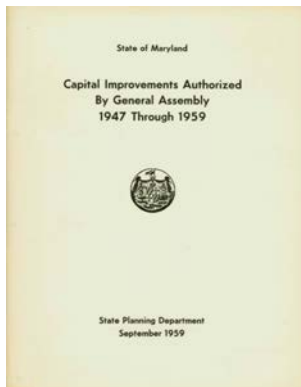 State of Maryland
Capital Improvements Authorized
By General Assembly
1947 Through 1959
State Planning Department
September 1959